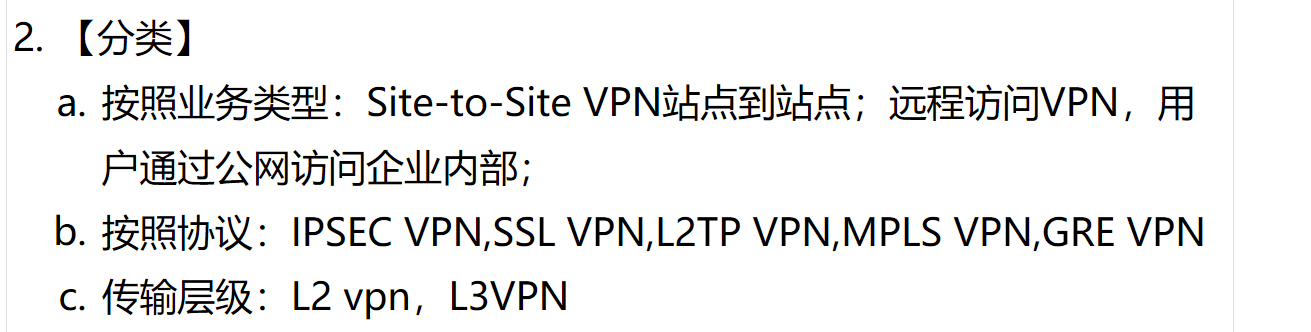 2. 【分类】
a. 按照业务类型：Site-to-Site VPN站点到站点；远程访问VPN，用
户通过公网访问企业内部；
b. 按照协议：IPSEC VPN,SSL VPN,L2TP VPN,MPLS VPN,GRE VPN
c. 传输层级：L2 vpn，L3VPN